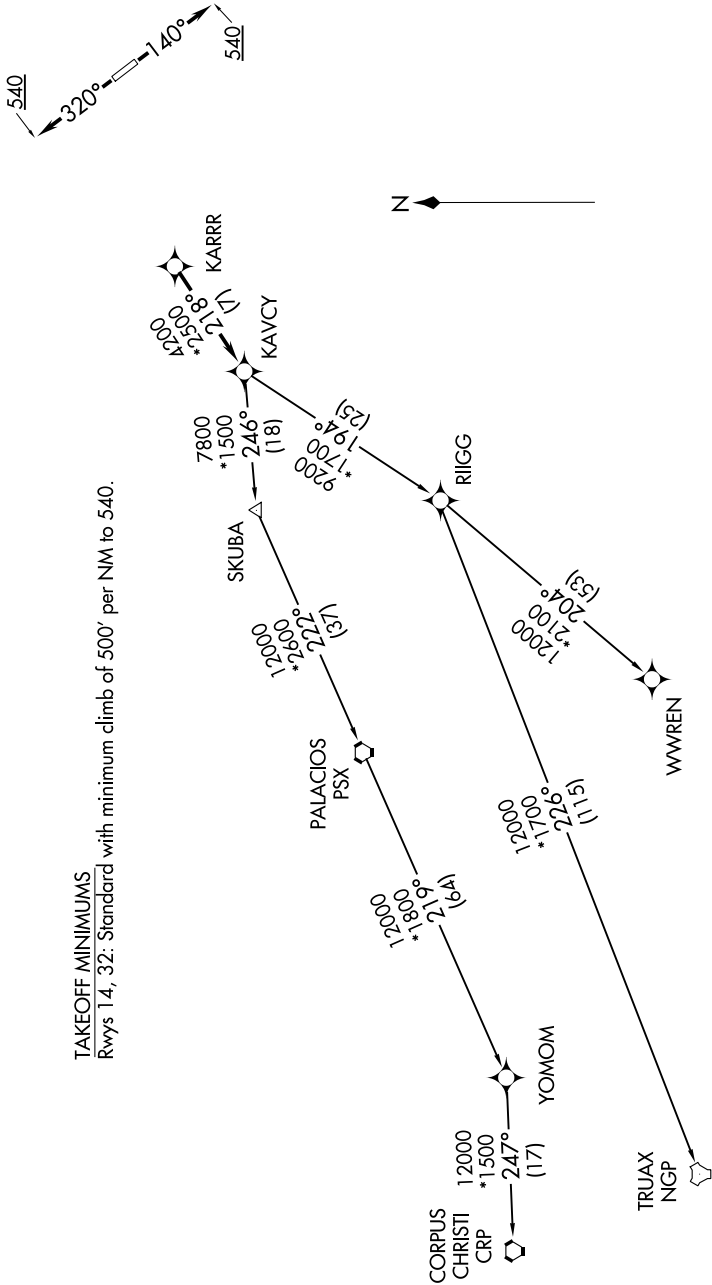 540
320°
140°
540
N
KARRR
4200
*2500
218°
(7)
KAVCY
7800
*1500
246°
(18)
9200
*1700
194°
(25)
SKUBA
RIIGG
12000
*2600
222°
(37)
12000
*2100
204°
(53)
WWREN
PALACIOS
PSX
12000
*1700
226°
(115)
12000
*1800
219°
(64)
YOMOM
12000
*1500
247°
(17)
CORPUS
CHRISTI
CRP
TRUAX
NGP
TAKEOFF MINIMUMS
Rwys 14, 32: Standard with minimum climb of 500' per NM to 540.